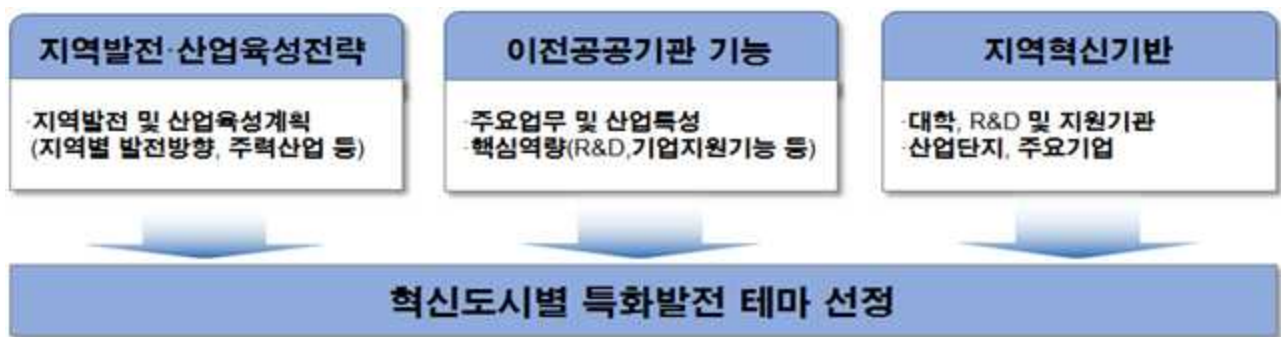 지역발전·산업육성전략
·지역발전 및 산업육성계획
(지역별 발전방향, 주력산업 등)
이전공공기관 기능
·주요업무 및 산업특성
·핵심역량(R&D,기업지원기능 등)
지역혁신기반
·대학, R&D 및 지원기관
·산업단지, 주요기업
혁신도시별 특화발전 테마 선정